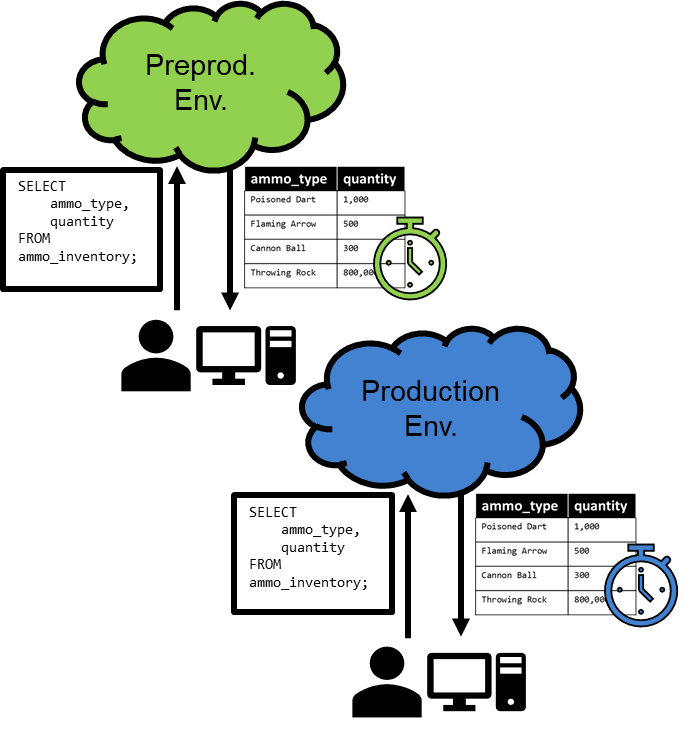 Preprod.
Env.
SELECT
ammo_type,
quantity
FROM
ammo_inventory;
ammo_type quantity
Poisoned Dart 1,000
Flaming Arrow 500
Cannon Ball 300
Throwing Rock
Production
Env.
SELECT
ammo_type,
quantity
FROM
ammo_inventory;
ammo_type quantity
Poisoned Dart 1,000
Flaming Arrow 500
Cannon Ball 300
Throwing Rock